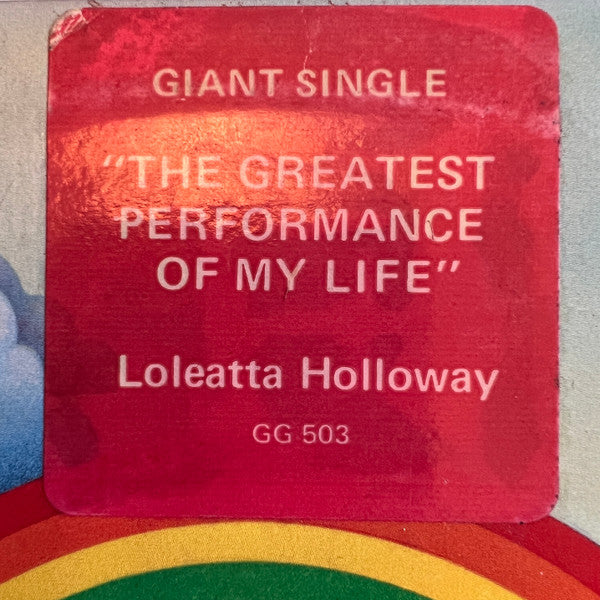 GIANT SINGLE
"THE GREATEST
PERFORMANCE
OF MY LIFE"
Loleatta Holloway
GG 503